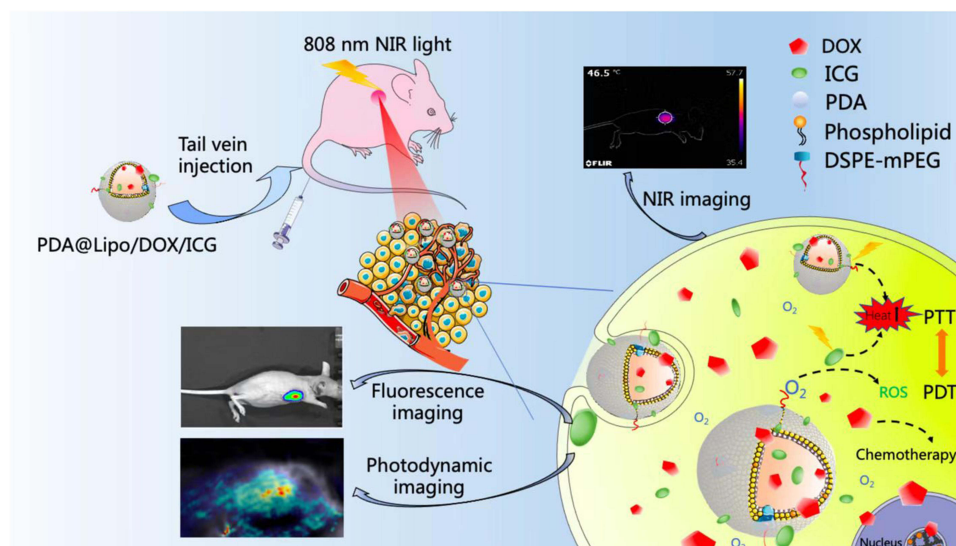 808 nm NIR light
46.5 °C
57.7
35.4
FLIR
DOX
ICG
PDA
Phospholipid
DSPE-mPEG
Tail vein
injection
PDA@Lipo/DOX/ICG
NIR imaging
O₂
Heat
PTT
O₂
O₂
ROS
PDT
Fluorescence
imaging
O₂
Chemotherapy
Photodynamic
imaging
O₂
O₂
Nucleus